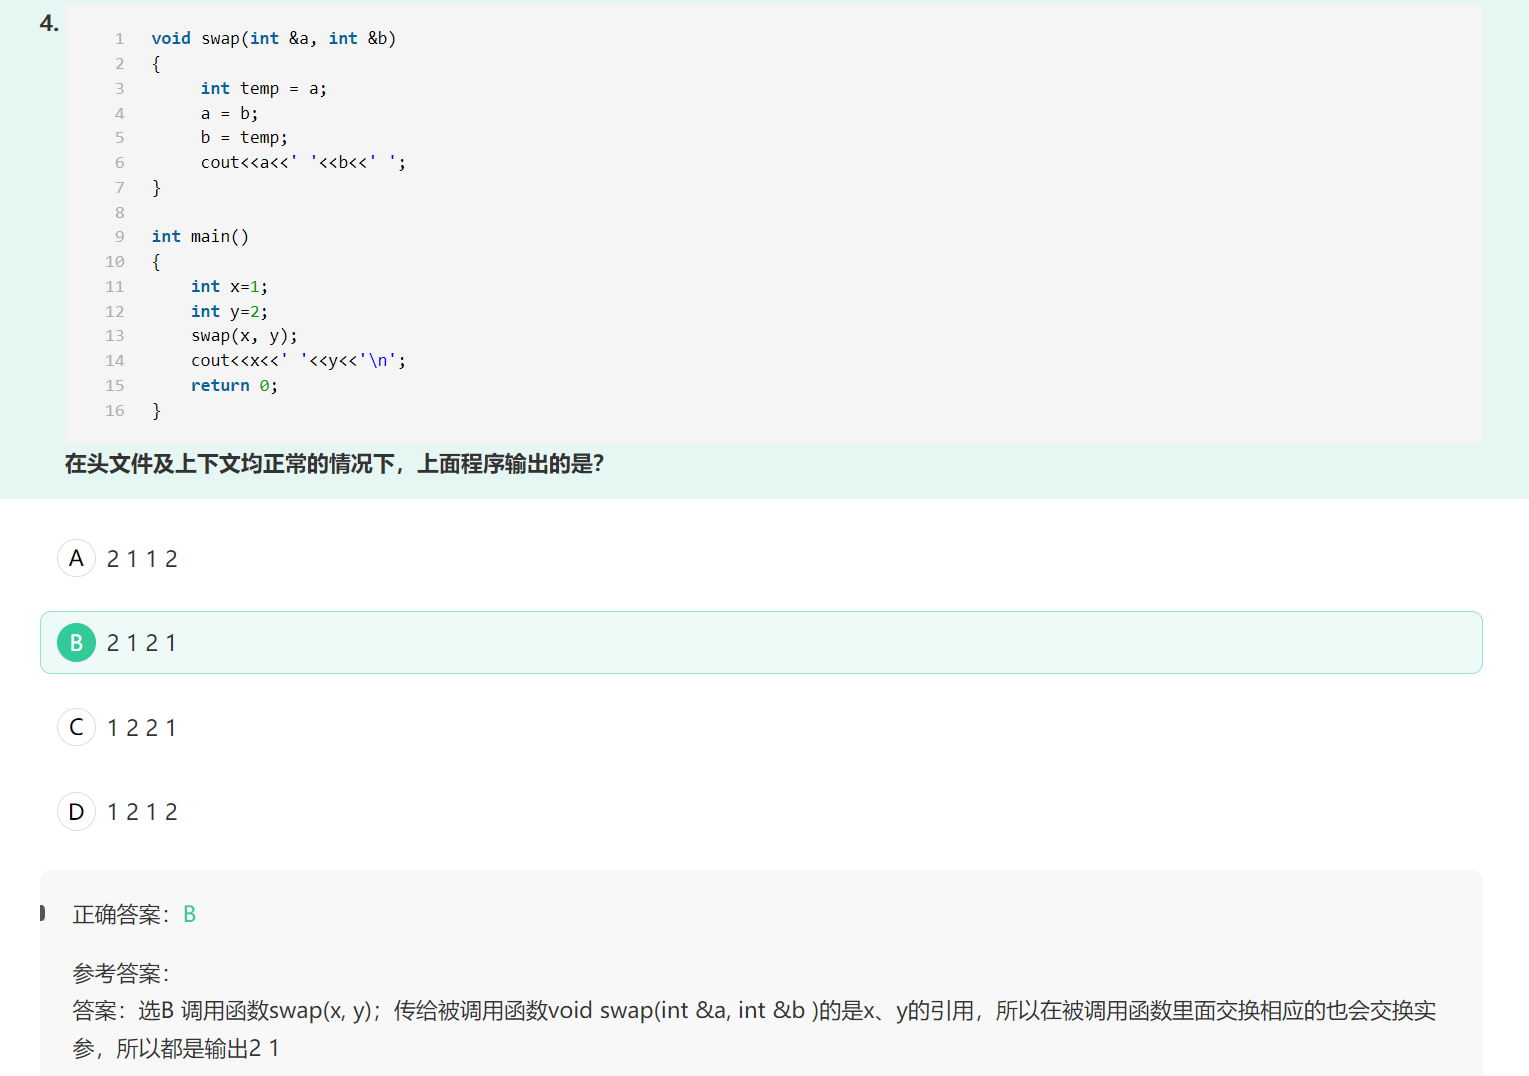 4.
1 void swap(int &a, int &b)
2 {
3 int temp = a;
4 a = b;
5 b = temp;
6 cout<<a<<' '<<b<<' ';
7 }
8
9 int main()
10 {
11 int x=1;
12 int y=2;
13 swap(x, y);
14 cout<<x<<' '<<y<<'\n';
15 return 0;
16 }
在头文件及上下文均正常的情况下，上面程序输出的是？
A 2 1 1 2
B 2 1 2 1
C 1 2 2 1
D 1 2 1 2
正确答案：B
参考答案：
答案：选B 调用函数swap(x, y)；传给被调用函数void swap(int &a, int &b )的是x、y的引用，所以在被调用函数里面交换相应的也会交换实
参，所以都是输出2 1